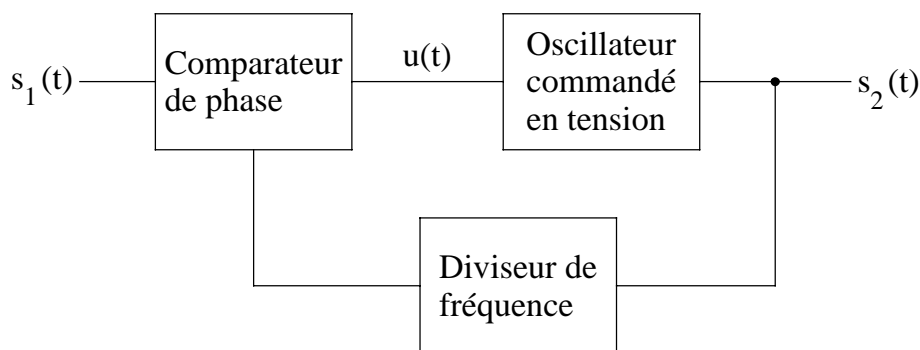 s1(t)
Comparateur
de phase
u(t)
Oscillateur
commandé
en tension
s2(t)
Diviseur de
fréquence